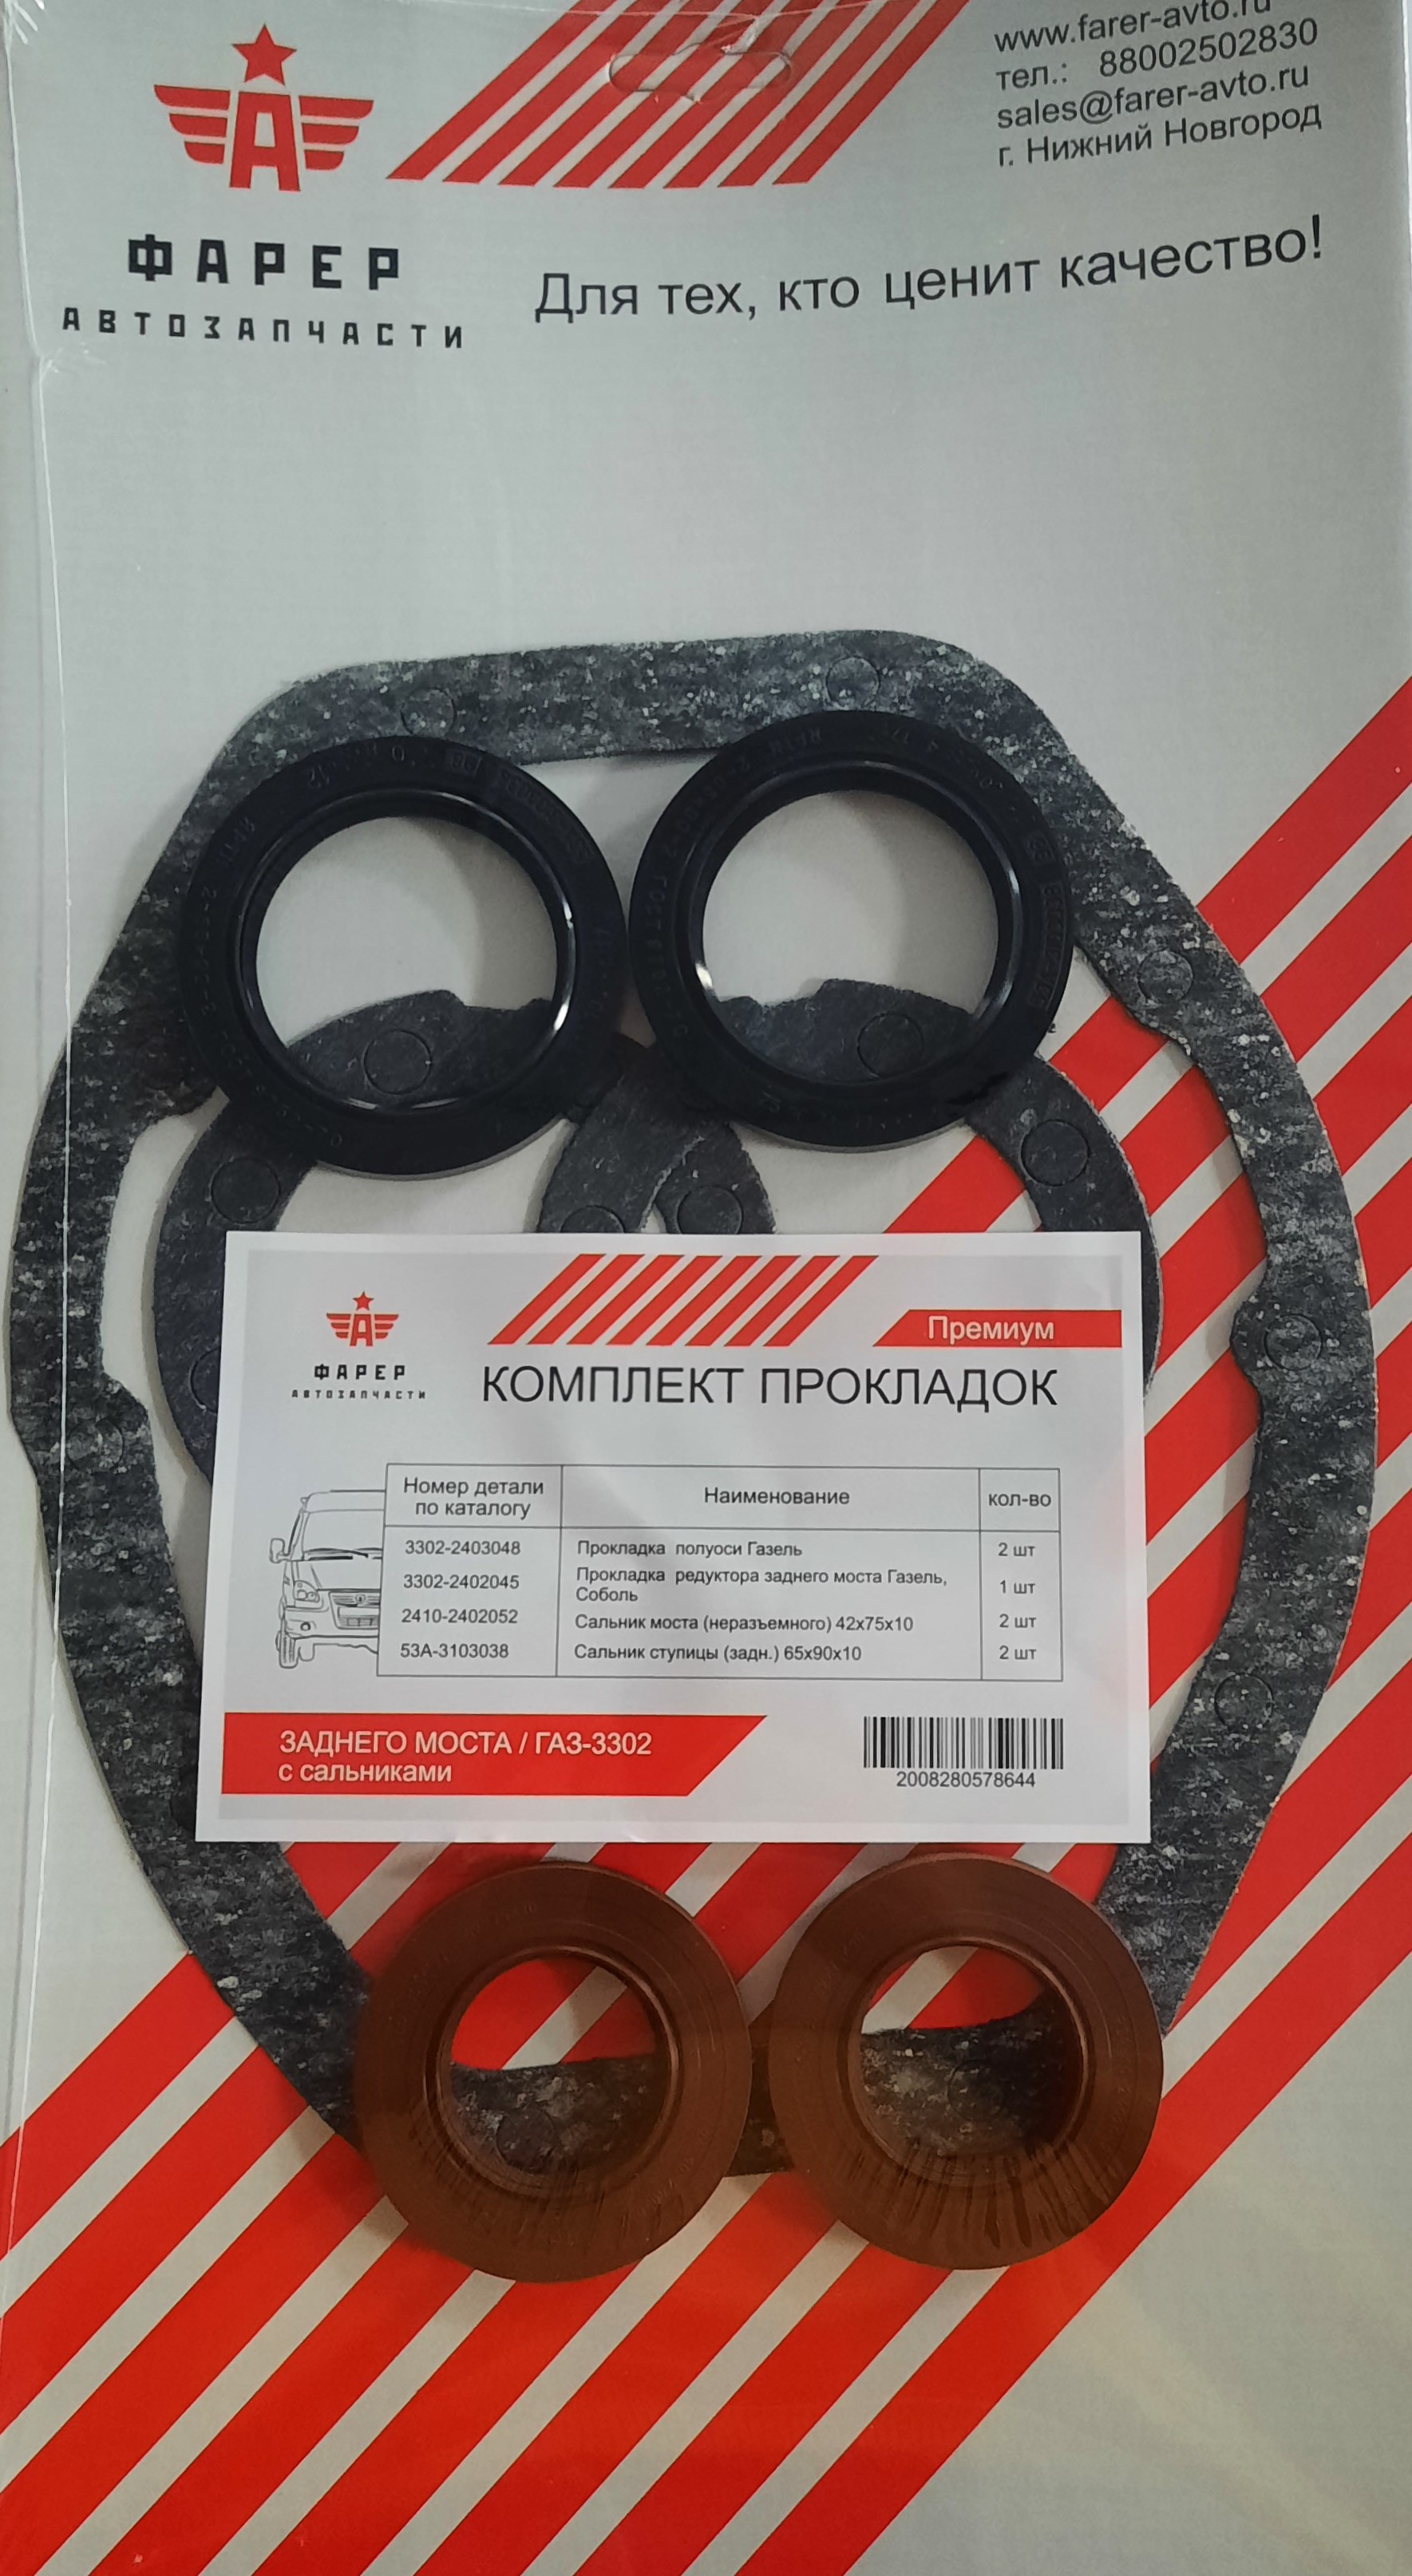 www.farer-avto.ru
тел.: 88002502830
sales@farer-avto.ru
г. Нижний Новгород
ФАРЕР
АВТОЗАПЧАСТИ
Для тех, кто ценит качество!
Премиум
ФАРЕР
АВТОЗАПЧАСТИ
КОМПЛЕКТ ПРОКЛАДОК
Номер детали по каталогу Наименование кол-во
3302-2403048 Прокладка полуоси Газель 2 шт
3302-2402045 Прокладка редуктора заднего моста Газель, Соболь 1 шт
2410-2402052 Сальник моста (неразъемного) 42х75х10 2 шт
53А-3103038 Сальник ступицы (задн.) 65х90х10 2 шт
ЗАДНЕГО МОСТА / ГАЗ-3302
с сальниками
2008280578644